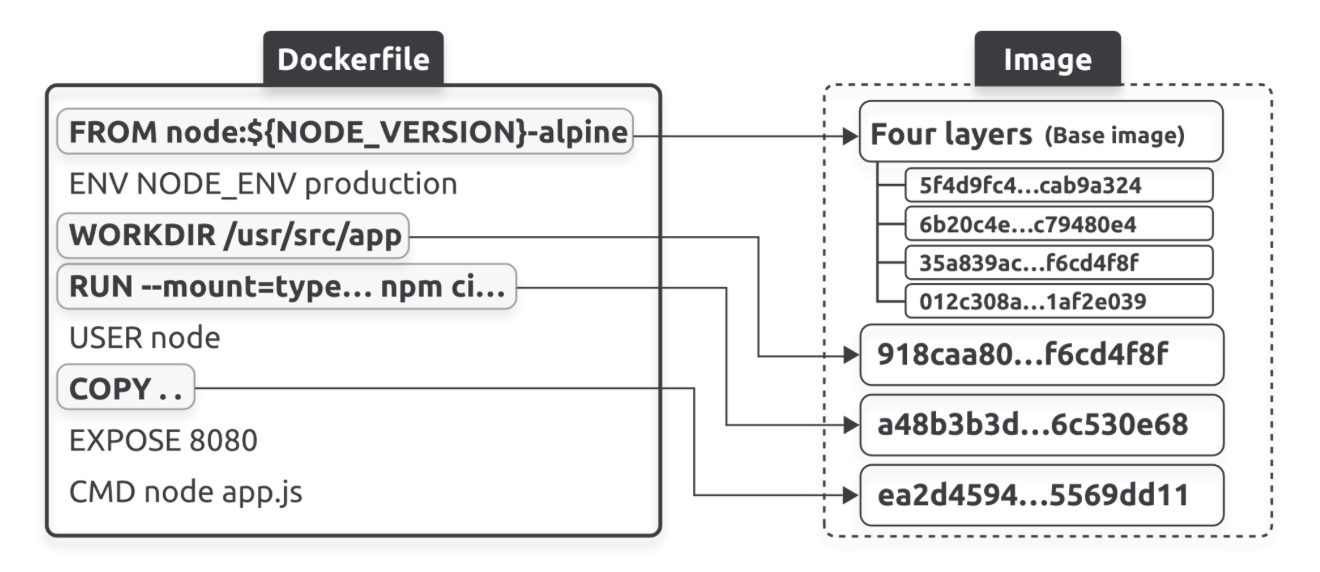 Dockerfile
FROM node:${NODE_VERSION}-alpine
ENV NODE_ENV production
WORKDIR /usr/src/app
RUN --mount=type... npm ci...
USER node
COPY . .
EXPOSE 8080
CMD node app.js
Image
Four layers (Base image)
5f4d9fc4...cab9a324
6b20c4e...c79480e4
35a839ac...f6cd4f8f
012c308a...1af2e039
918caa80...f6cd4f8f
a48b3b3d...6c530e68
ea2d4594...5569dd11